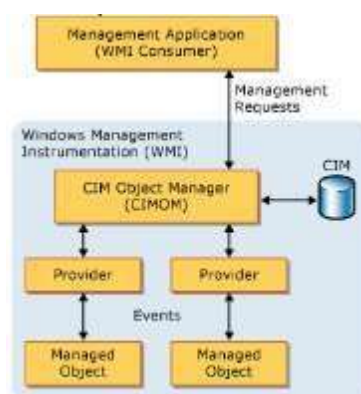 Management Application
(WMI Consumer)
Management
Requests
Windows Management
Instrumentation (WMI)
CIM
CIM Object Manager
(CIMOM)
Provider
Provider
Events
Managed
Object
Managed
Object